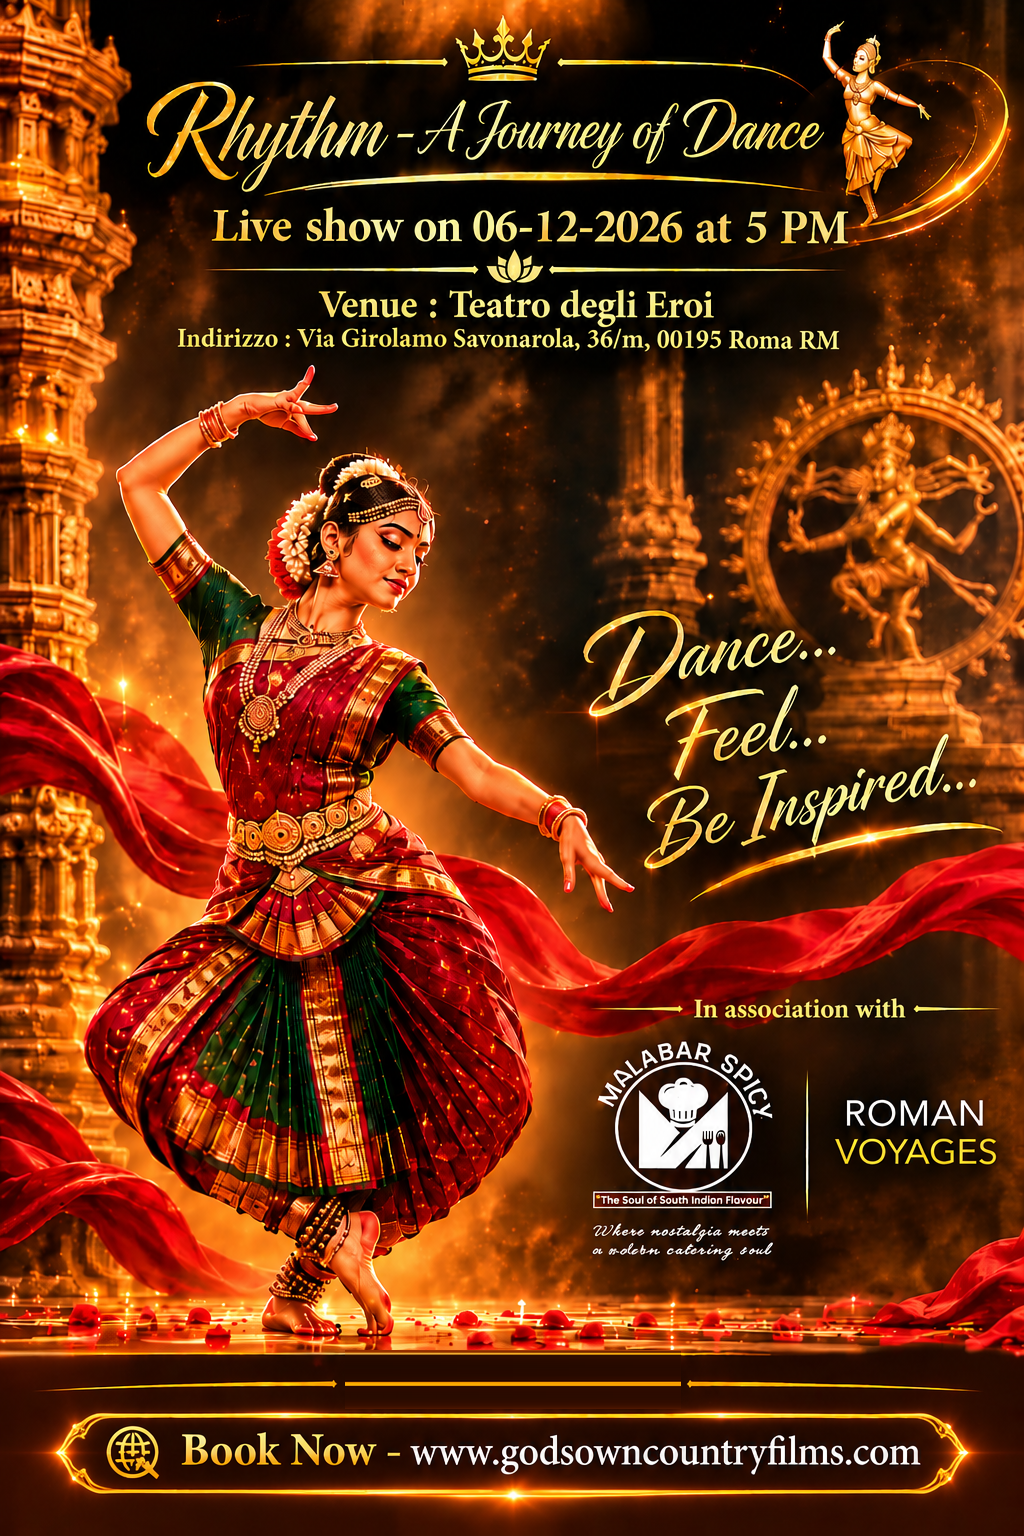 Rhythm - A Journey of Dance
Live show on 06-12-2026 at 5 PM
Venue : Teatro degli Eroi
Indirizzo : Via Girolamo Savonarola, 36/m, 00195 Roma RM
Dance...
Feel...
Be Inspired...
In association with
MALABAR SPICY
"The Soul of South Indian Flavour"
Where nostalgia meets
a modern catering soul
ROMAN
VOYAGES
Book Now - www.godsowncountryfilms.com